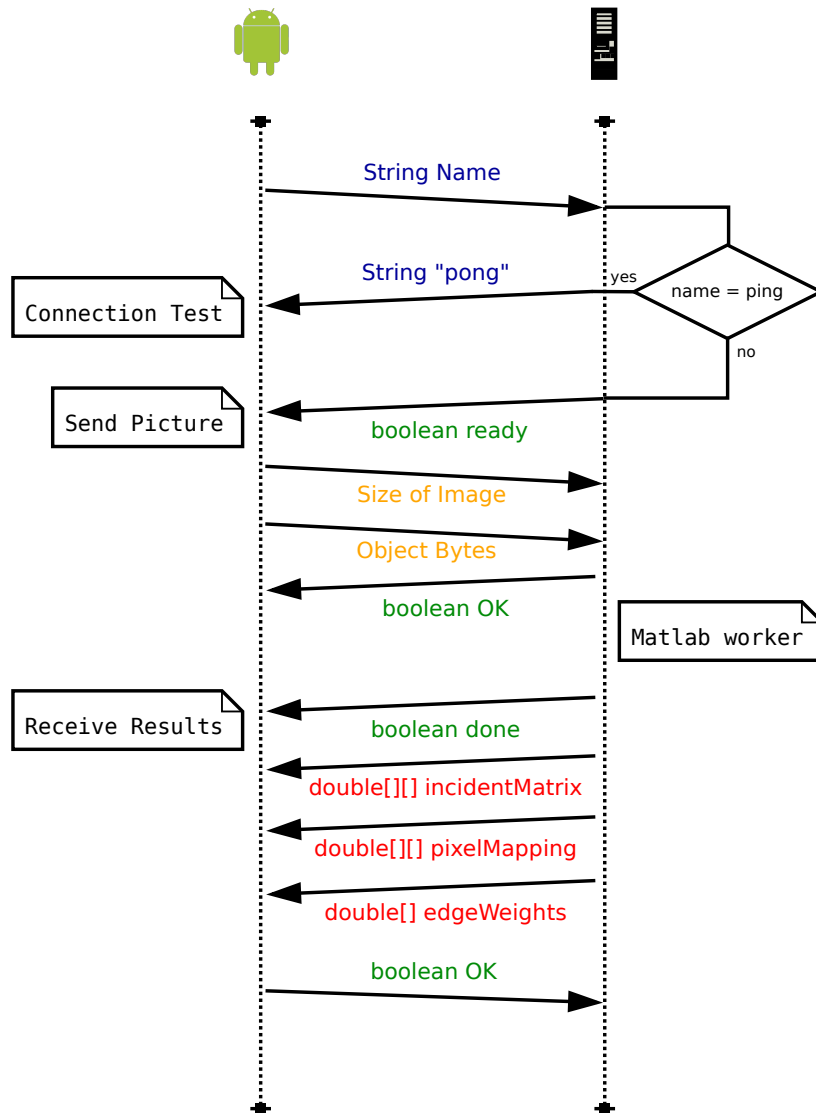 String Name
String "pong"
yes
name = ping
Connection Test
no
Send Picture
boolean ready
Size of Image
Object Bytes
boolean OK
Matlab worker
Receive Results
boolean done
double[][] incidentMatrix
double[][] pixelMapping
double[] edgeWeights
boolean OK